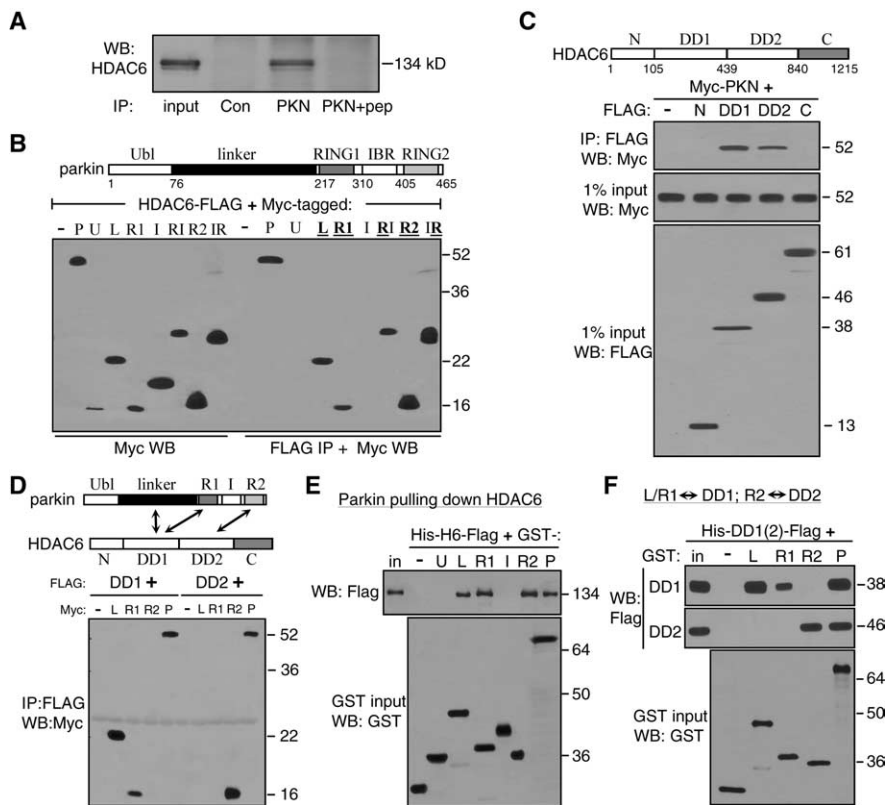 A
WB:
HDAC6
134 kD
IP: input Con PKN PKN+pep
B
Ubl linker RING1 IBR RING2
parkin
1 76 217 310 405 465
HDAC6-FLAG + Myc-tagged:
- P U L R1 I RI R2 IR - P U L R1 I RI R2 IR
52
36
22
16
Myc WB FLAG IP + Myc WB
C
N DD1 DD2 C
HDAC6
1 105 439 840 1215
Myc-PKN +
FLAG: - N DD1 DD2 C
IP: FLAG
WB: Myc
52
1% input
WB: Myc
52
61
46
38
1% input
WB: FLAG
13
D
Ubl linker R1 I R2
parkin
HDAC6
N DD1 DD2 C
FLAG: DD1 + DD2 +
Myc: - L R1 R2 P - L R1 R2 P
52
36
IP:FLAG
WB:Myc
22
16
E
Parkin pulling down HDAC6
His-H6-Flag + GST-:
in - U L R1 I R2 P
WB: Flag
134
64
50
GST input
WB: GST
36
F
L/R1 ↔ DD1; R2 ↔ DD2
His-DD1(2)-Flag +
GST: in - L R1 R2 P
WB:
Flag
DD1
38
DD2
46
64
50
GST input
WB: GST
36